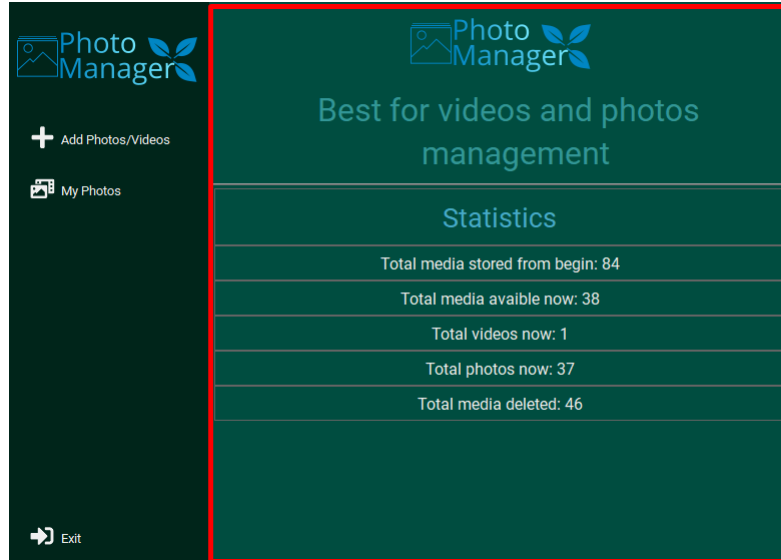 Photo
Manager
Add Photos/Videos
My Photos
Exit
Photo
Manager
Best for videos and photos
management
Statistics
Total media stored from begin: 84
Total media avaible now: 38
Total videos now: 1
Total photos now: 37
Total media deleted: 46